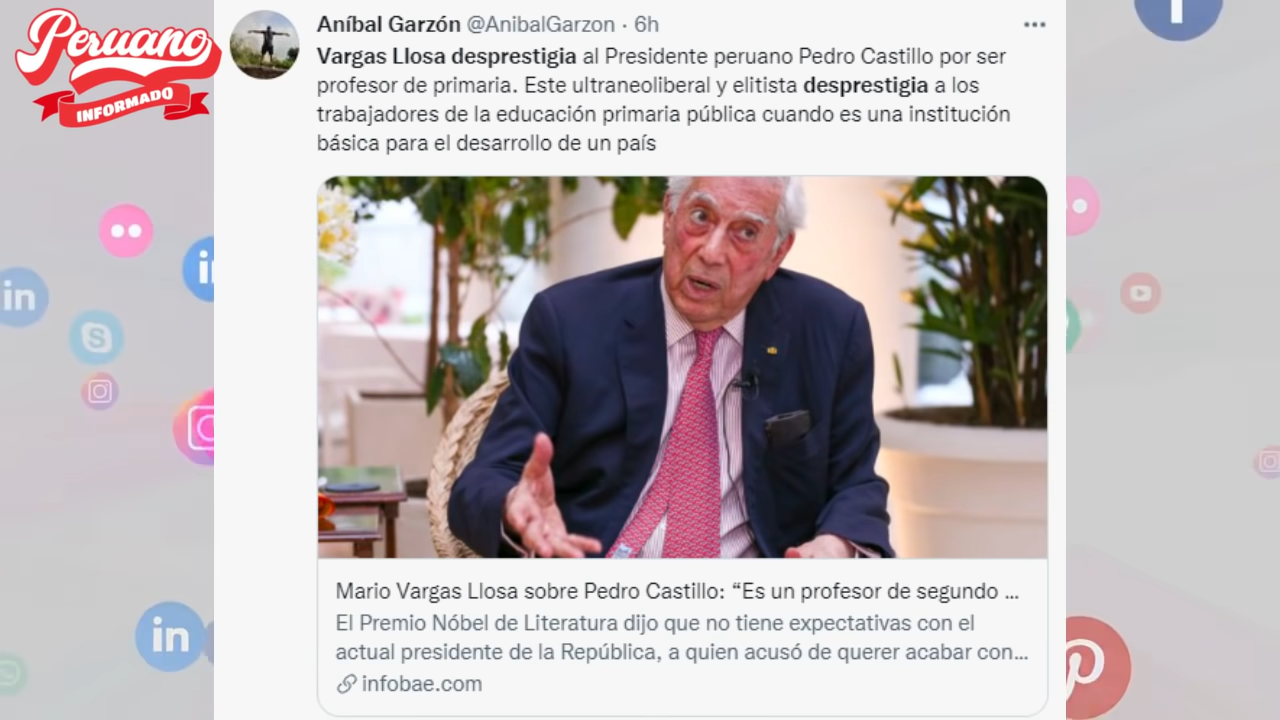 Peruano
INFORMADO
Aníbal Garzón @AnibalGarzon · 6h
Vargas Llosa desprestigia al Presidente peruano Pedro Castillo por ser
profesor de primaria. Este ultraneoliberal y elitista desprestigia a los
trabajadores de la educación primaria pública cuando es una institución
básica para el desarrollo de un país
Mario Vargas Llosa sobre Pedro Castillo: “Es un profesor de segundo ...
El Premio Nóbel de Literatura dijo que no tiene expectativas con el
actual presidente de la República, a quien acusó de querer acabar con...
infobae.com
in
in
in